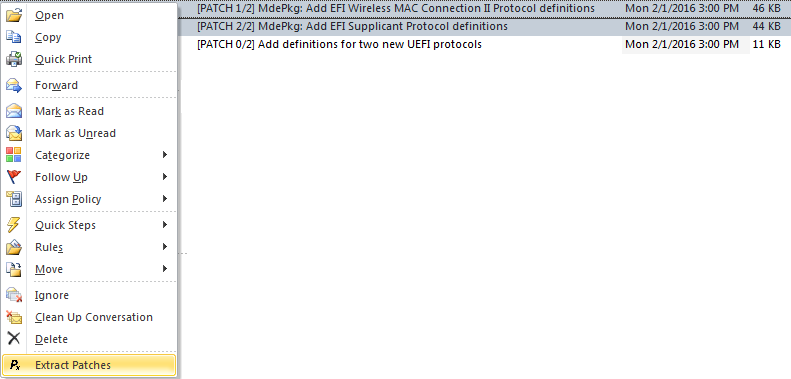 Open
Copy
Quick Print
Forward
Mark as Read
Mark as Unread
Categorize
Follow Up
Assign Policy
Quick Steps
Rules
Move
Ignore
Clean Up Conversation
Delete
Px Extract Patches
[PATCH 1/2] MdePkg: Add EFI Wireless MAC Connection II Protocol definitions Mon 2/1/2016 3:00 PM 46 KB
[PATCH 2/2] MdePkg: Add EFI Supplicant Protocol definitions Mon 2/1/2016 3:00 PM 44 KB
[PATCH 0/2] Add definitions for two new UEFI protocols Mon 2/1/2016 3:00 PM 11 KB